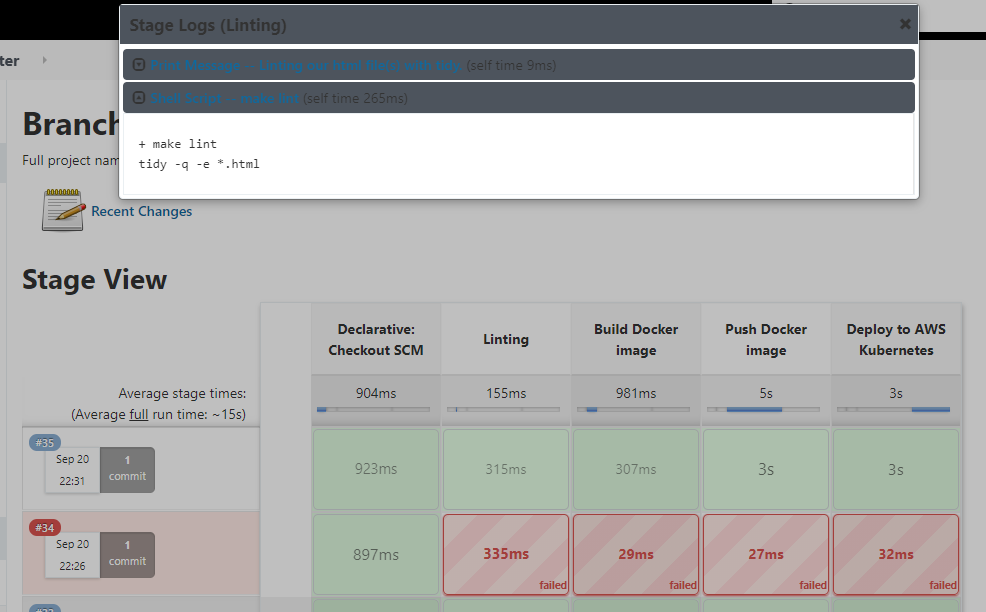 Stage Logs (Linting)
Print Message -- Linting our html file(s) with tidy. (self time 9ms)
Shell Script -- make lint (self time 265ms)
+ make lint
tidy -q -e *.html
ter
Branch
Full project nam
Recent Changes
Stage View
Declarative: Checkout SCM
Linting
Build Docker image
Push Docker image
Deploy to AWS Kubernetes
Average stage times:
(Average full run time: ~15s)
904ms
155ms
981ms
5s
3s
#35
Sep 20
22:31
1
commit
923ms
315ms
307ms
3s
3s
#34
Sep 20
22:26
1
commit
897ms
335ms
failed
29ms
failed
27ms
failed
32ms
failed